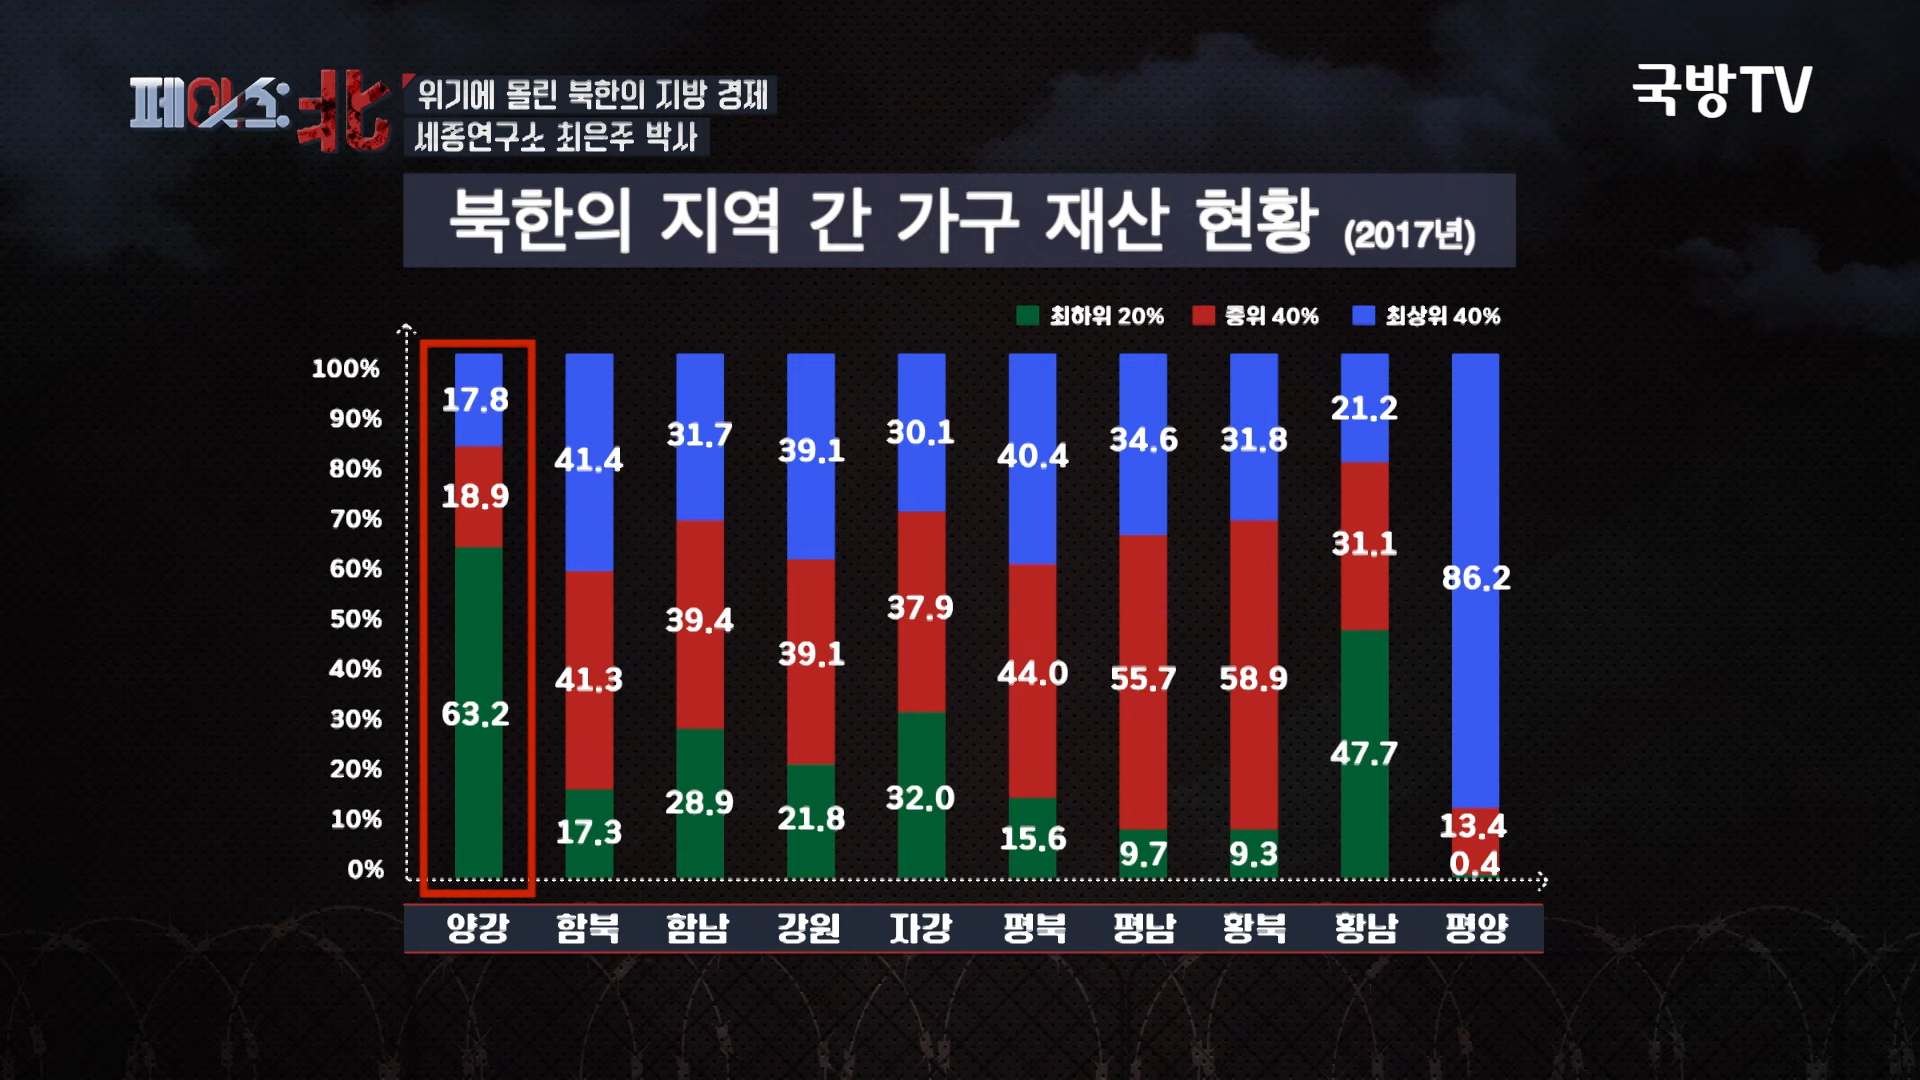 페이스:北
위기에 몰린 북한의 지방 경제
세종연구소 최은주 박사
국방TV
북한의 지역 간 가구 재산 현황 (2017년)
최하위 20% 중위 40% 최상위 40%
100%
90%
80%
70%
60%
50%
40%
30%
20%
10%
0%
17.8 41.4 31.7 39.1 30.1 40.4 34.6 31.8 21.2 86.2
18.9 41.3 39.4 39.1 37.9 44.0 55.7 58.9 31.1 13.4
63.2 17.3 28.9 21.8 32.0 15.6 9.7 9.3 47.7 0.4
양강 함북 함남 강원 자강 평북 평남 황북 황남 평양